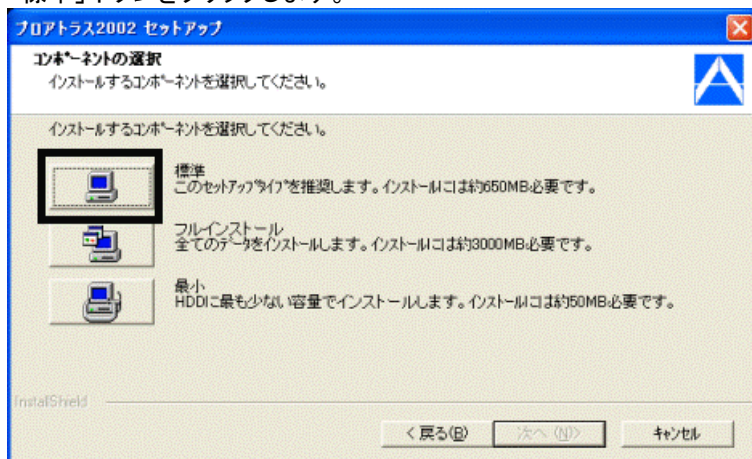 「標準」ボタンをクリックします。
プロアトラス2002 セットアップ
コンポーネントの選択
インストールするコンポーネントを選択してください。
インストールするコンポーネントを選択してください。
標準
このセットアップタイプを推奨します。インストールには約650MB必要です。
フルインストール
全てのデータをインストールします。インストールには約3000MB必要です。
最小
HDDに最も少ない容量でインストールします。インストールには約50MB必要です。
InstallShield
< 戻る(B) 次へ (N)> キャンセル